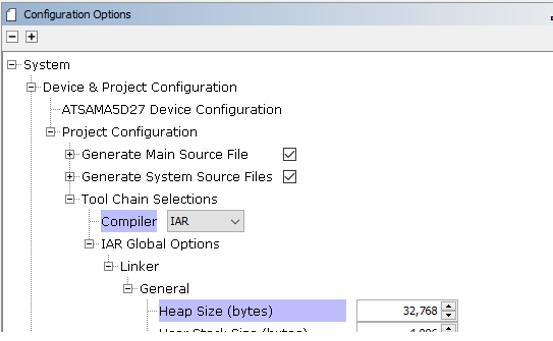 Configuration Options
System
Device & Project Configuration
ATSAMA5D27 Device Configuration
Project Configuration
Generate Main Source File
Generate System Source Files
Tool Chain Selections
Compiler IAR
IAR Global Options
Linker
General
Heap Size (bytes) 32,768